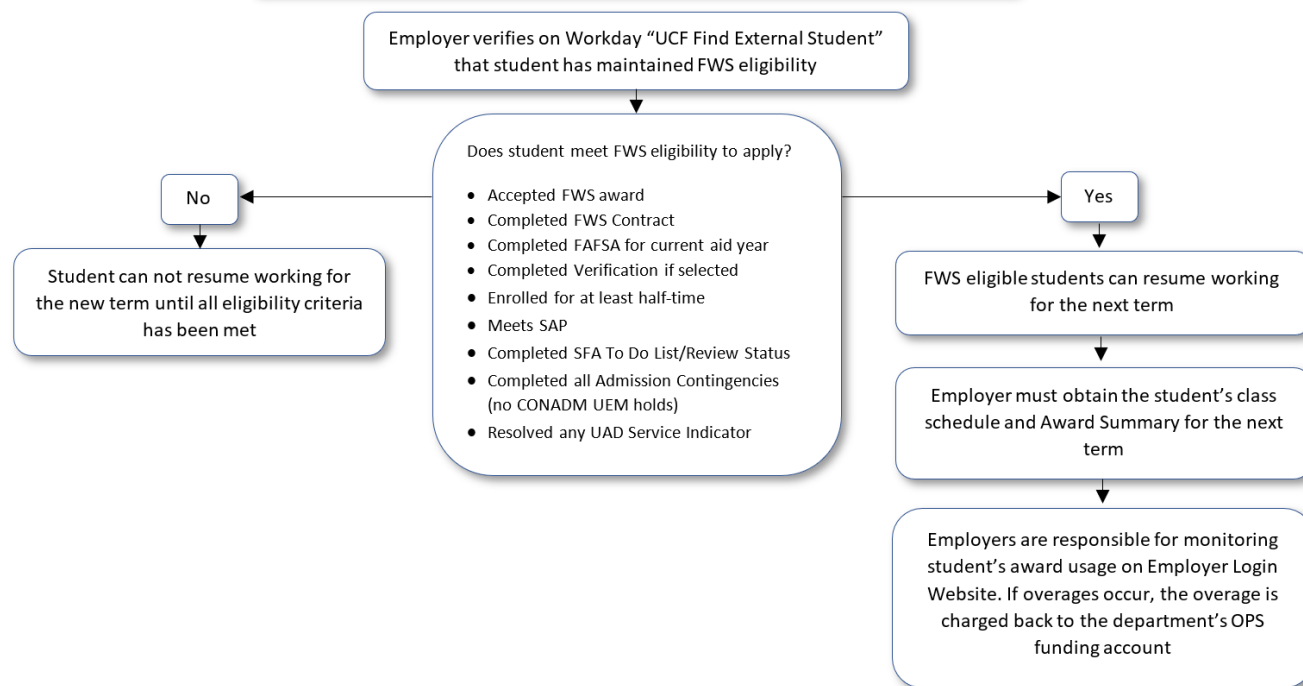 Employer verifies on Workday “UCF Find External Student”
that student has maintained FWS eligibility
Does student meet FWS eligibility to apply?
• Accepted FWS award
• Completed FWS Contract
• Completed FAFSA for current aid year
• Completed Verification if selected
• Enrolled for at least half-time
• Meets SAP
• Completed SFA To Do List/Review Status
• Completed all Admission Contingencies
(no CONADM UEM holds)
• Resolved any UAD Service Indicator
No
Student can not resume working for
the new term until all eligibility criteria
has been met
Yes
FWS eligible students can resume working
for the next term
Employer must obtain the student’s class
schedule and Award Summary for the next
term
Employers are responsible for monitoring
student’s award usage on Employer Login
Website. If overages occur, the overage is
charged back to the department’s OPS
funding account